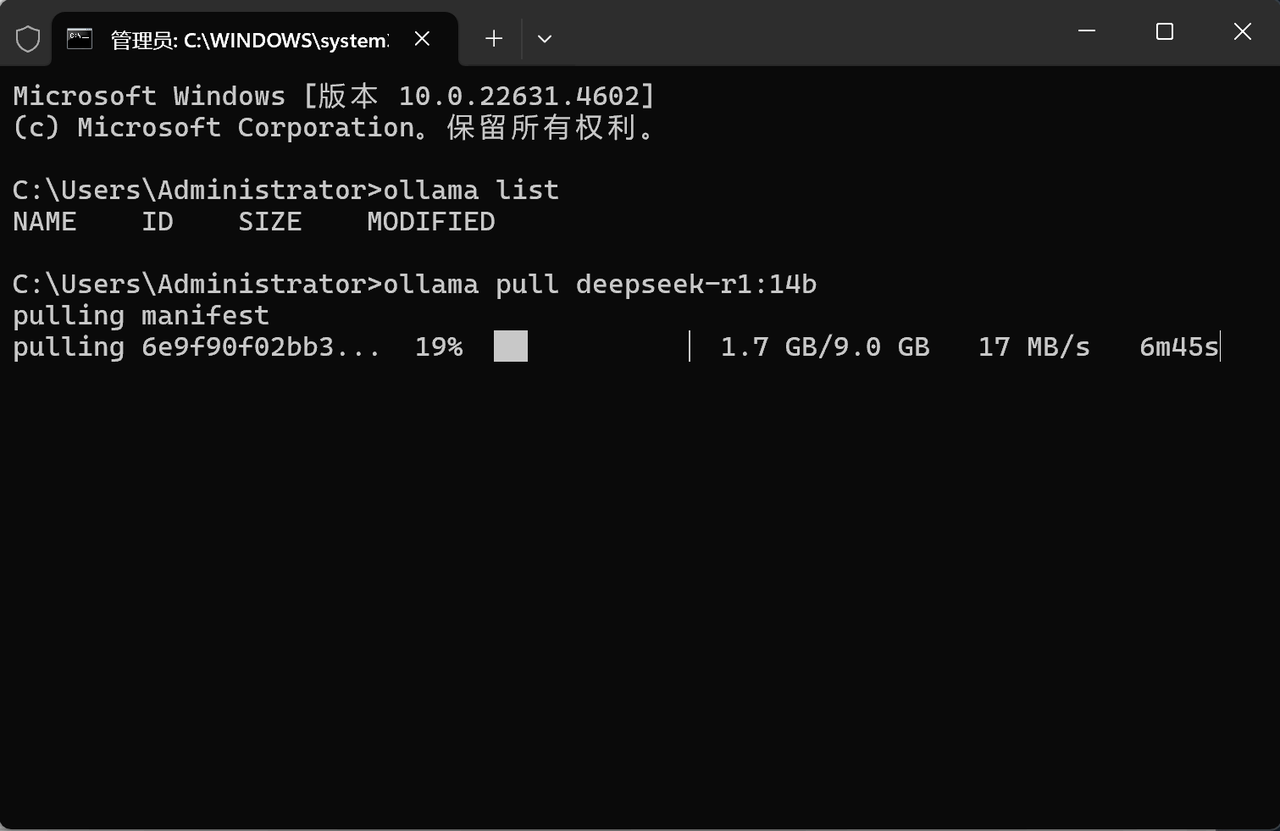 管理员: C:\WINDOWS\system
Microsoft Windows [版本 10.0.22631.4602]
(c) Microsoft Corporation。保留所有权利。
C:\Users\Administrator>ollama list
NAME    ID    SIZE    MODIFIED
C:\Users\Administrator>ollama pull deepseek-r1:14b
pulling manifest
pulling 6e9f90f02bb3...  19%  1.7 GB/9.0 GB   17 MB/s   6m45s